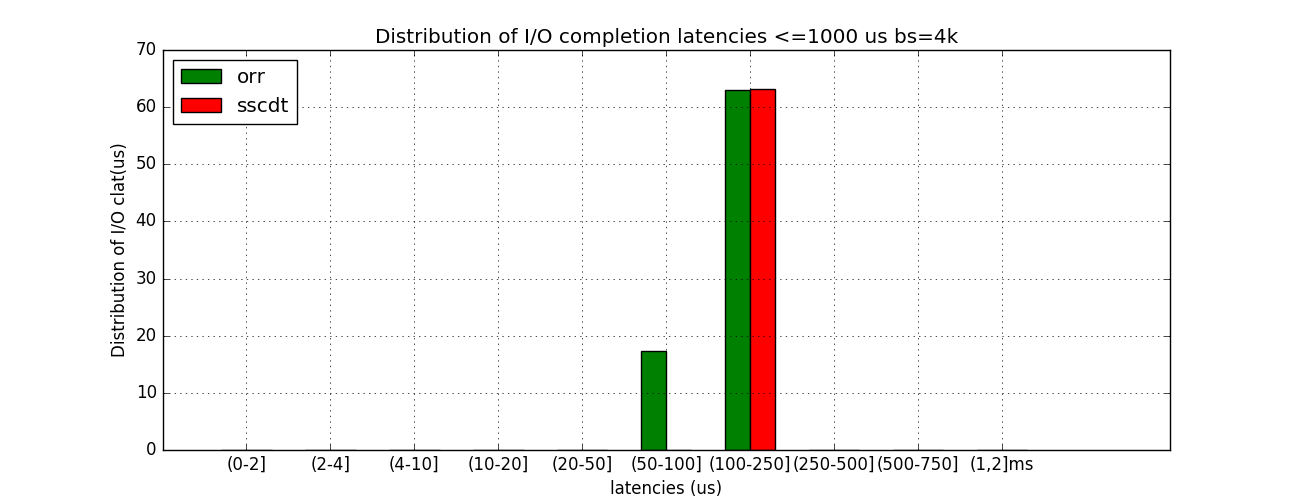 Distribution of I/O completion latencies <=1000 us bs=4k
orr
sscdt
Distribution of I/O clat(us)
70
60
50
40
30
20
10
0
(0-2] (2-4] (4-10] (10-20] (20-50] (50-100] (100-250] (250-500] (500-750] (1,2]ms
latencies (us)